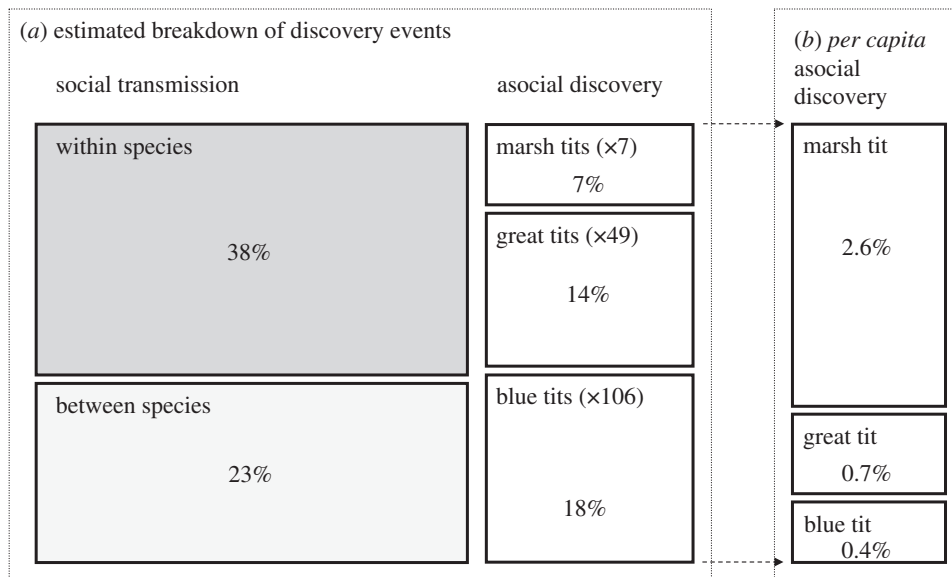 (a) estimated breakdown of discovery events
social transmission
asocial discovery
within species
38%
between species
23%
marsh tits (×7)
7%
great tits (×49)
14%
blue tits (×106)
18%
(b) per capita
asocial
discovery
marsh tit
2.6%
great tit
0.7%
blue tit
0.4%